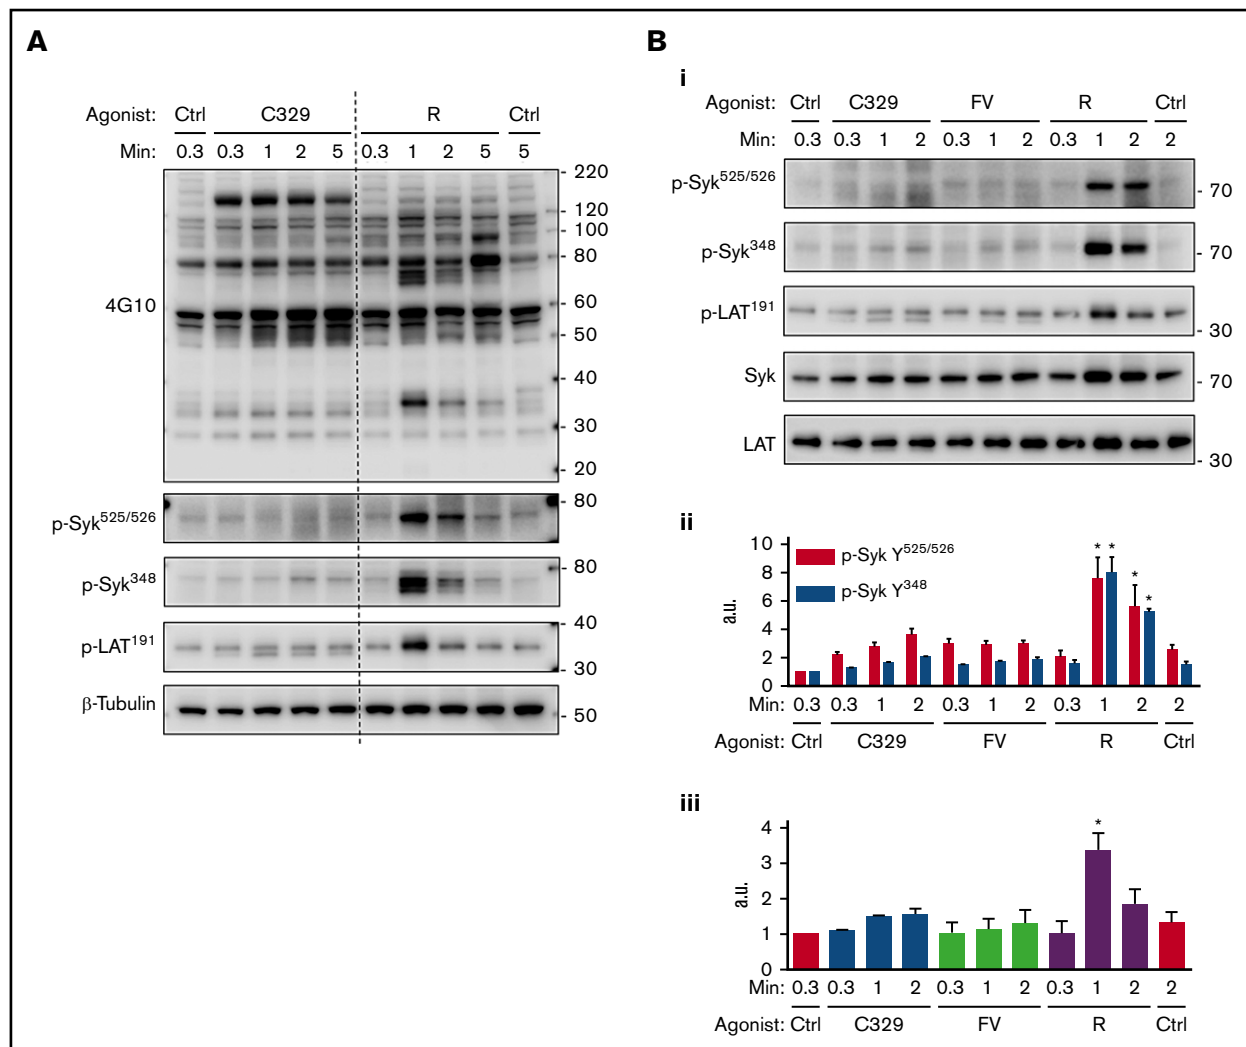 A
Agonist: Ctrl C329 R Ctrl
Min: 0.3 0.3 1 2 5 0.3 1 2 5 5
220
120
100
80
4G10
60
50
40
30
20
p-Syk525/526
80
p-Syk348
80
p-LAT191
40
30
β-Tubulin
50
B
i
Agonist: Ctrl C329 FV R Ctrl
Min: 0.3 0.3 1 2 0.3 1 2 0.3 1 2 2
p-Syk525/526
70
p-Syk348
70
p-LAT191
30
Syk
70
LAT
30
ii
10
8
6
4
2
0
a.u.
p-Syk Y525/526
p-Syk Y348
* *
* *
Min: 0.3 0.3 1 2 0.3 1 2 0.3 1 2 2
Agonist: Ctrl C329 FV R Ctrl
iii
4
3
2
1
0
a.u.
*
Min: 0.3 0.3 1 2 0.3 1 2 0.3 1 2 2
Agonist: Ctrl C329 FV R Ctrl